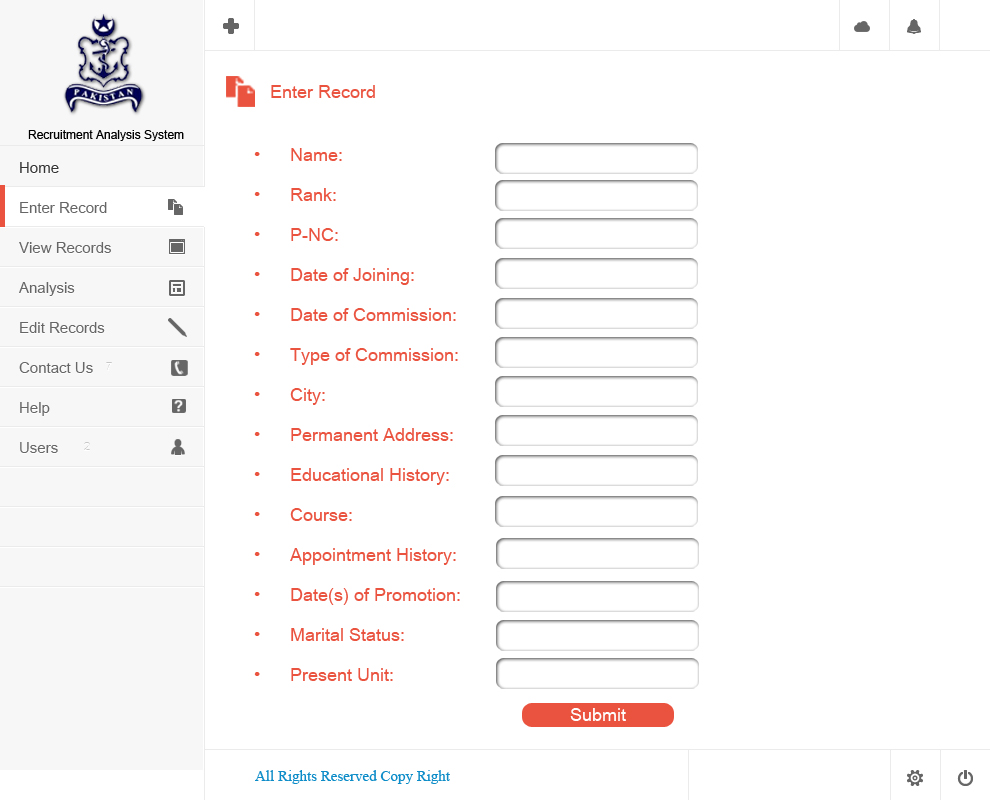 PAKISTAN
Recruitment Analysis System
Home
Enter Record
View Records
Analysis
Edit Records
Contact Us
Help
Users
Enter Record
• Name:
• Rank:
• P-NC:
• Date of Joining:
• Date of Commission:
• Type of Commission:
• City:
• Permanent Address:
• Educational History:
• Course:
• Appointment History:
• Date(s) of Promotion:
• Marital Status:
• Present Unit:
Submit
All Rights Reserved Copy Right